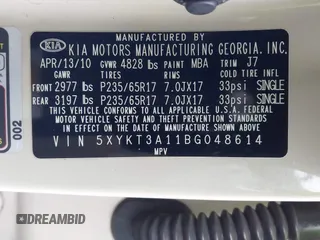 KIA KIA MOTORS MANUFACTURING GEORGIA, INC.
APR/13/10 GVWR 4828 lbs PAINT MBA TRIM J7
GAWR TIRES RIMS COLD TIRE INFL
FRONT 2977 lbs P235/65R17 7.0JX17 33psi SINGLE
REAR 3197 lbs P235/65R17 7.0JX17 33psi SINGLE
THIS VEHICLE CONFORMS TO ALL APPLICABLE U.S. FEDERAL
MOTOR VEHICLE SAFETY AND THEFT PREVENTION STANDARDS
IN EFFECT ON THE DATE OF MANUFACTURE SHOWN ABOVE.
VIN 5XYKT3A11BG048614
MPV
002
DREAMBID